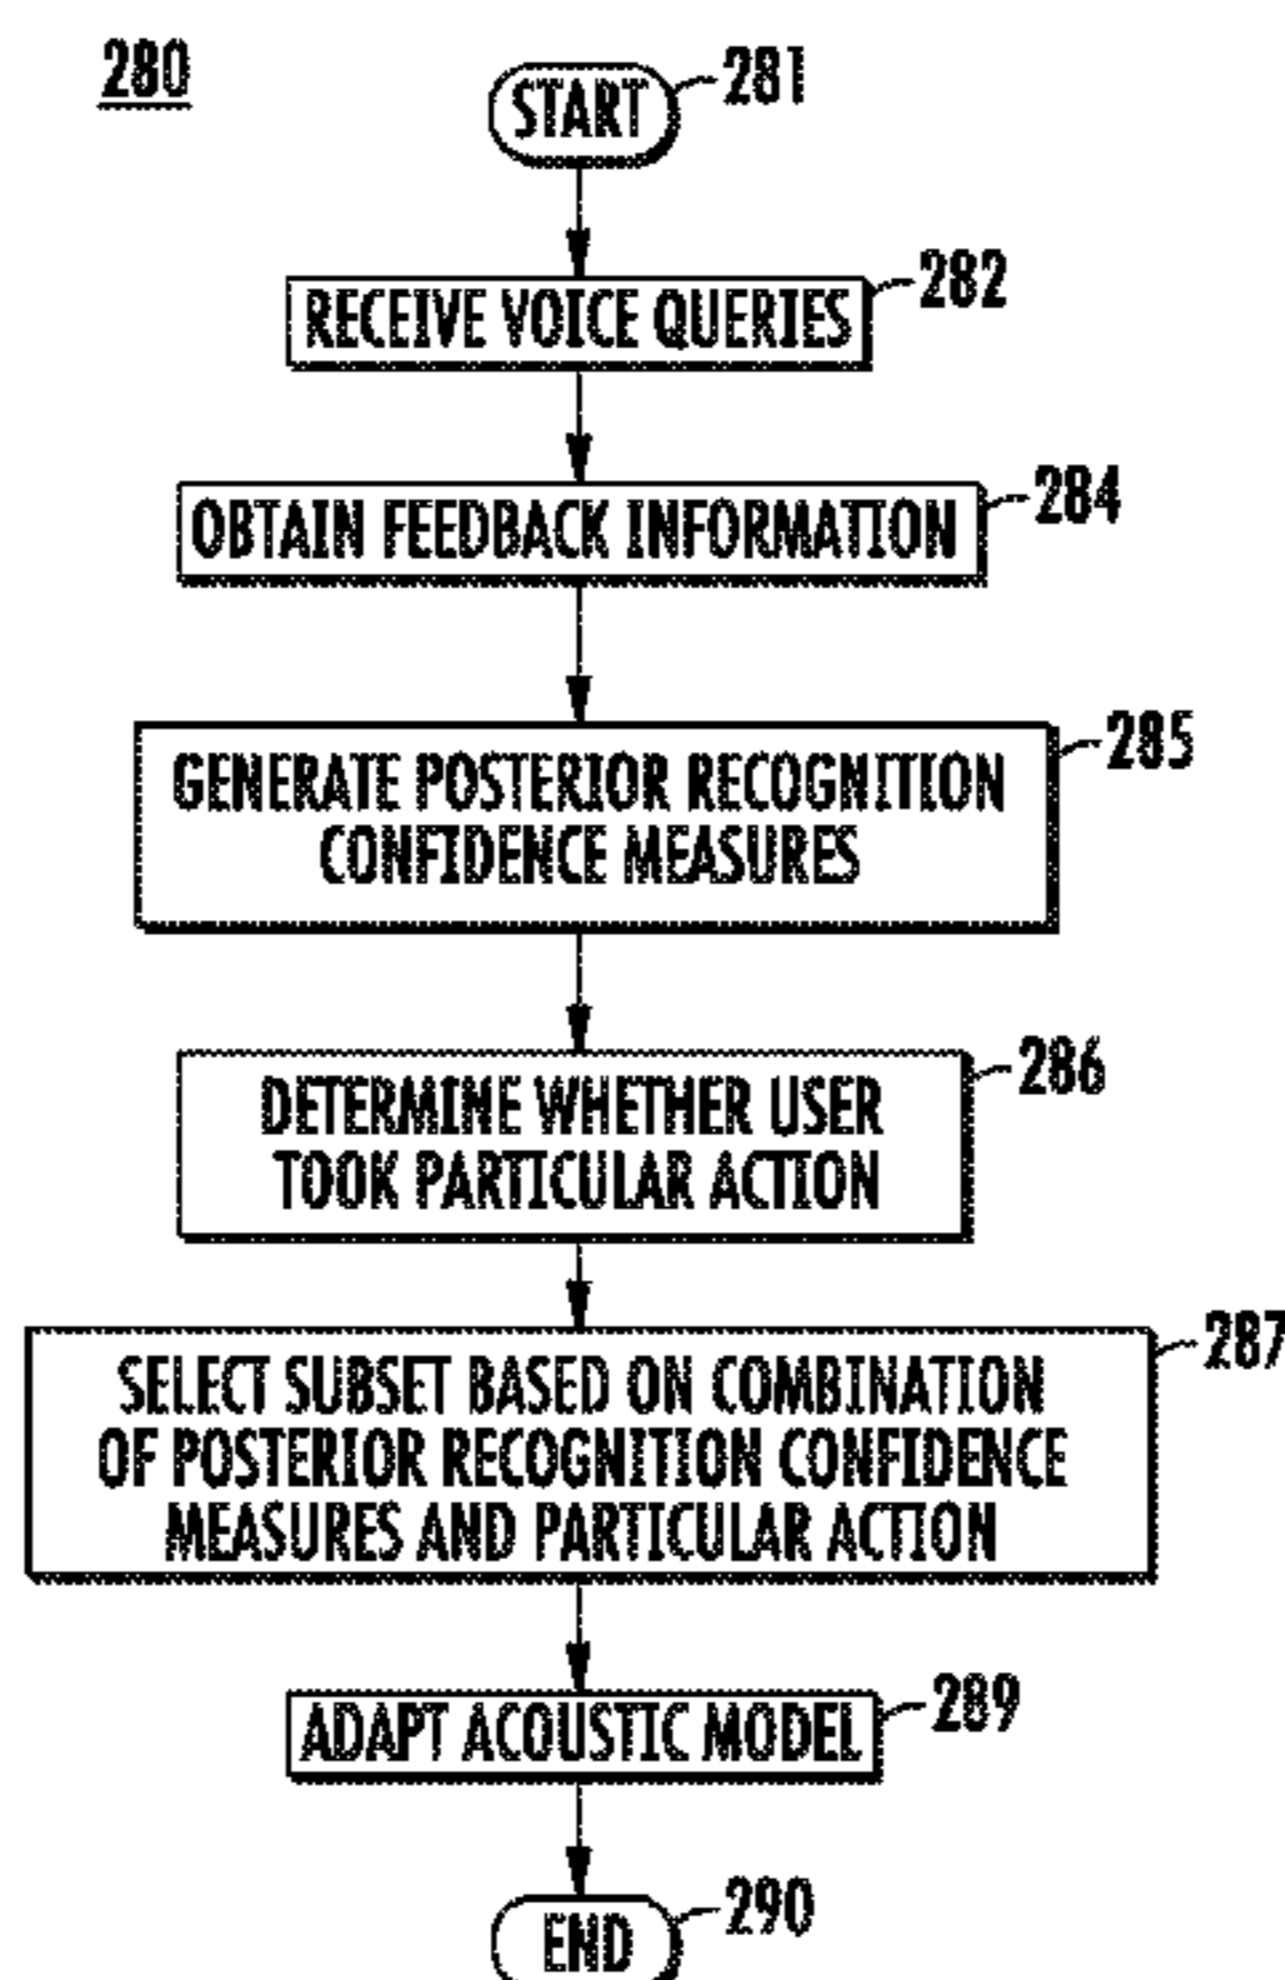 280
START
281
RECEIVE VOICE QUERIES
282
OBTAIN FEEDBACK INFORMATION
284
GENERATE POSTERIOR RECOGNITION
CONFIDENCE MEASURES
285
DETERMINE WHETHER USER
TOOK PARTICULAR ACTION
286
SELECT SUBSET BASED ON COMBINATION
OF POSTERIOR RECOGNITION CONFIDENCE
MEASURES AND PARTICULAR ACTION
287
ADAPT ACOUSTIC MODEL
289
END
290